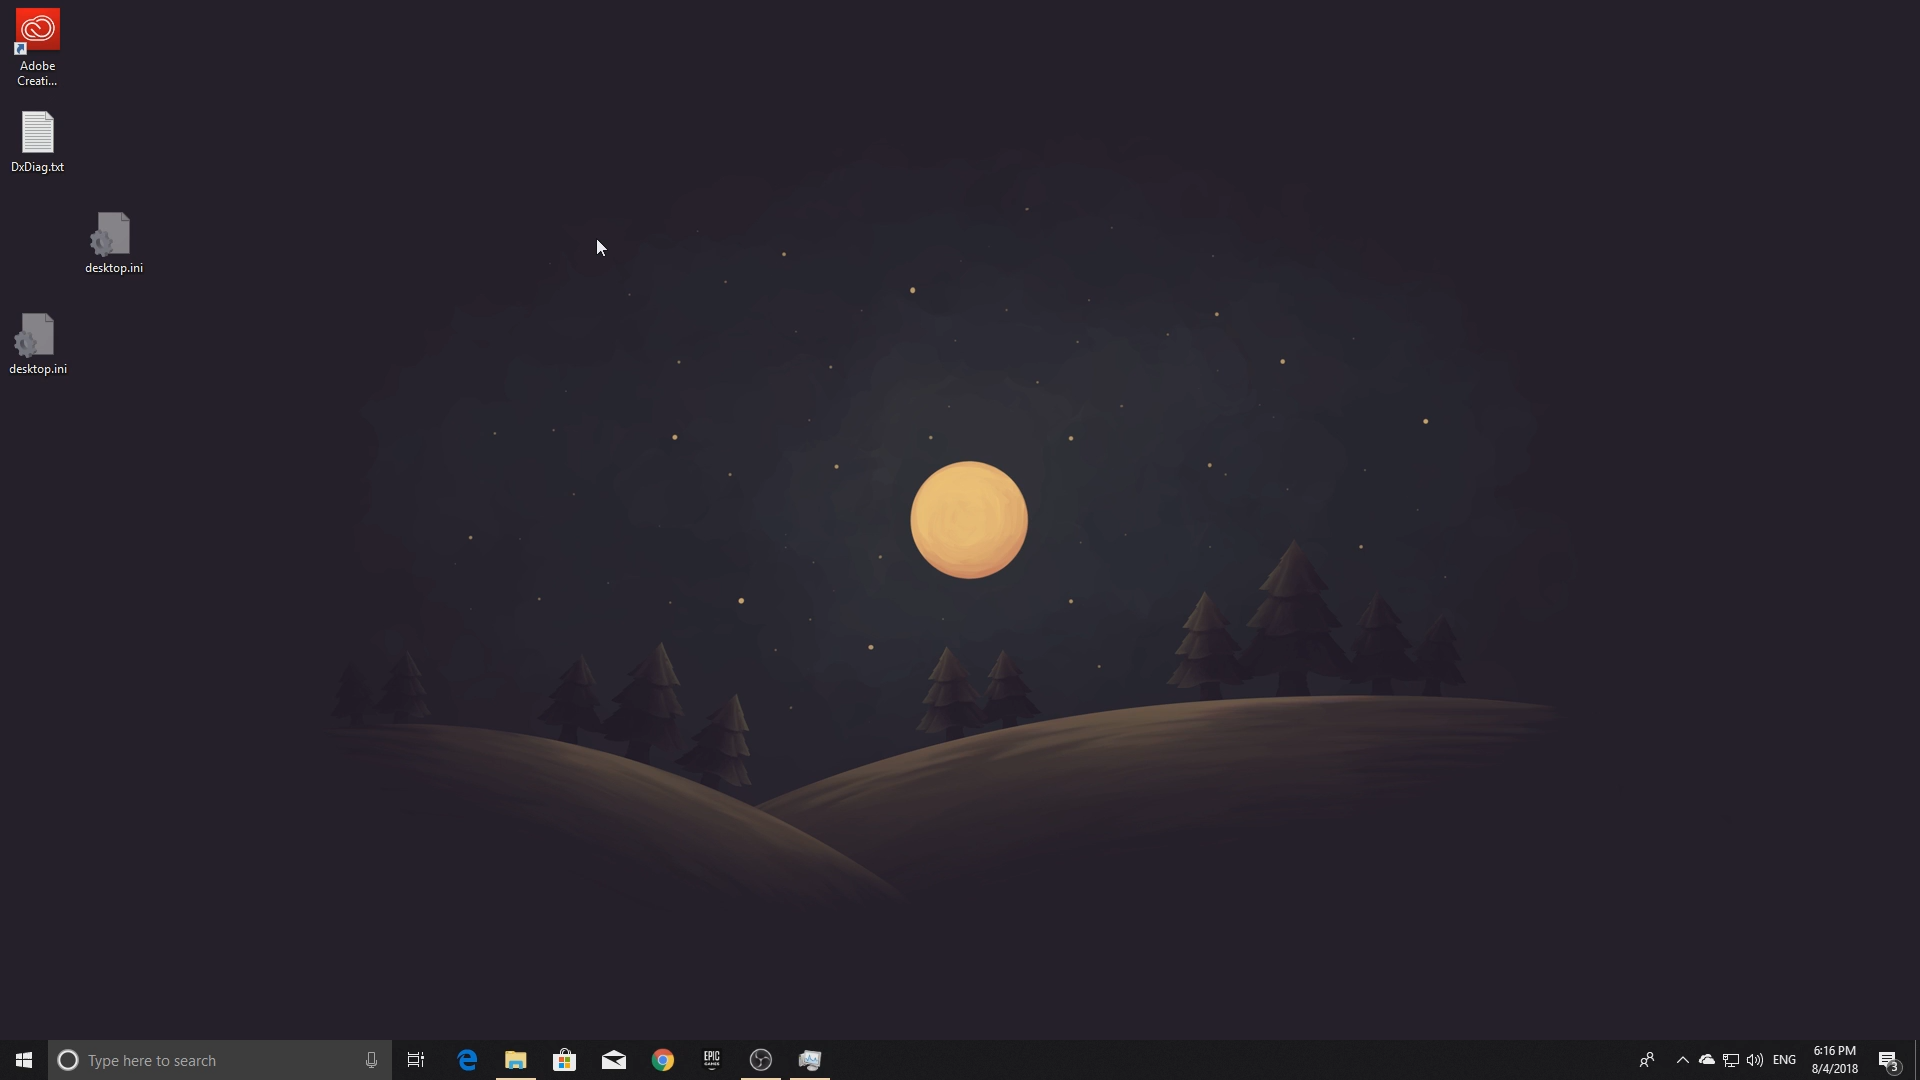 Adobe
Creati...
DxDiag.txt
desktop.ini
desktop.ini
Type here to search
EPIC
GAMES
ENG
6:16 PM
8/4/2018
3